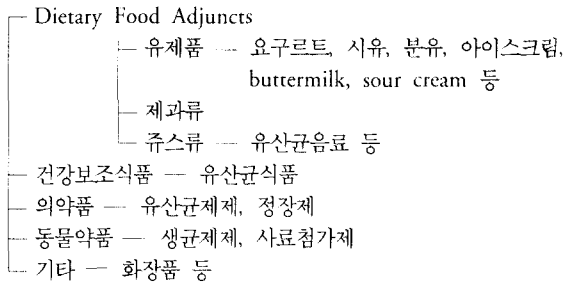 Dietary Food Adjuncts
유제품 — 요구르트, 시유, 분유, 아이스크림,
buttermilk, sour cream 등
제과류
쥬스류 — 유산균음료 등
건강보조식품 — 유산균식품
의약품 — 유산균제제, 정장제
동물약품 — 생균제제, 사료첨가제
기타 — 화장품 등